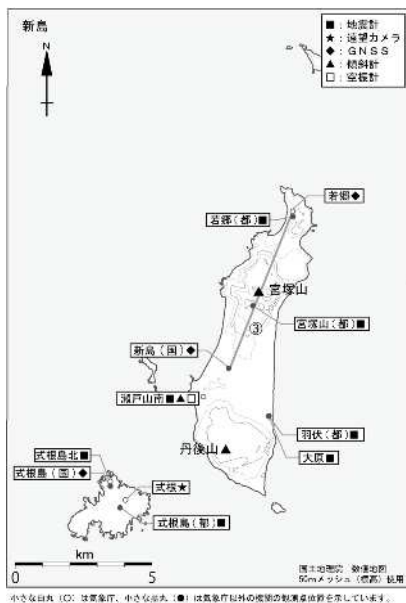 新島
N
■：地震計
★：遠望カメラ
◆：ＧＮＳＳ
▲：傾斜計
□：空振計
若郷◆
若郷（都）■
宮塚山
宮塚山（都）■
③
新島（国）◆
瀬戸山南■▲□
羽伏（都）■
丹後山
大原■
式根島北■
式根島（国）◆
式根★
式根島（都）■
km
0
5
国土地理院 数値地図
50mメッシュ（標高）使用
小さな白丸（○）は気象庁、小さな黒丸（●）は気象庁以外の機関の観測点位置を示しています。